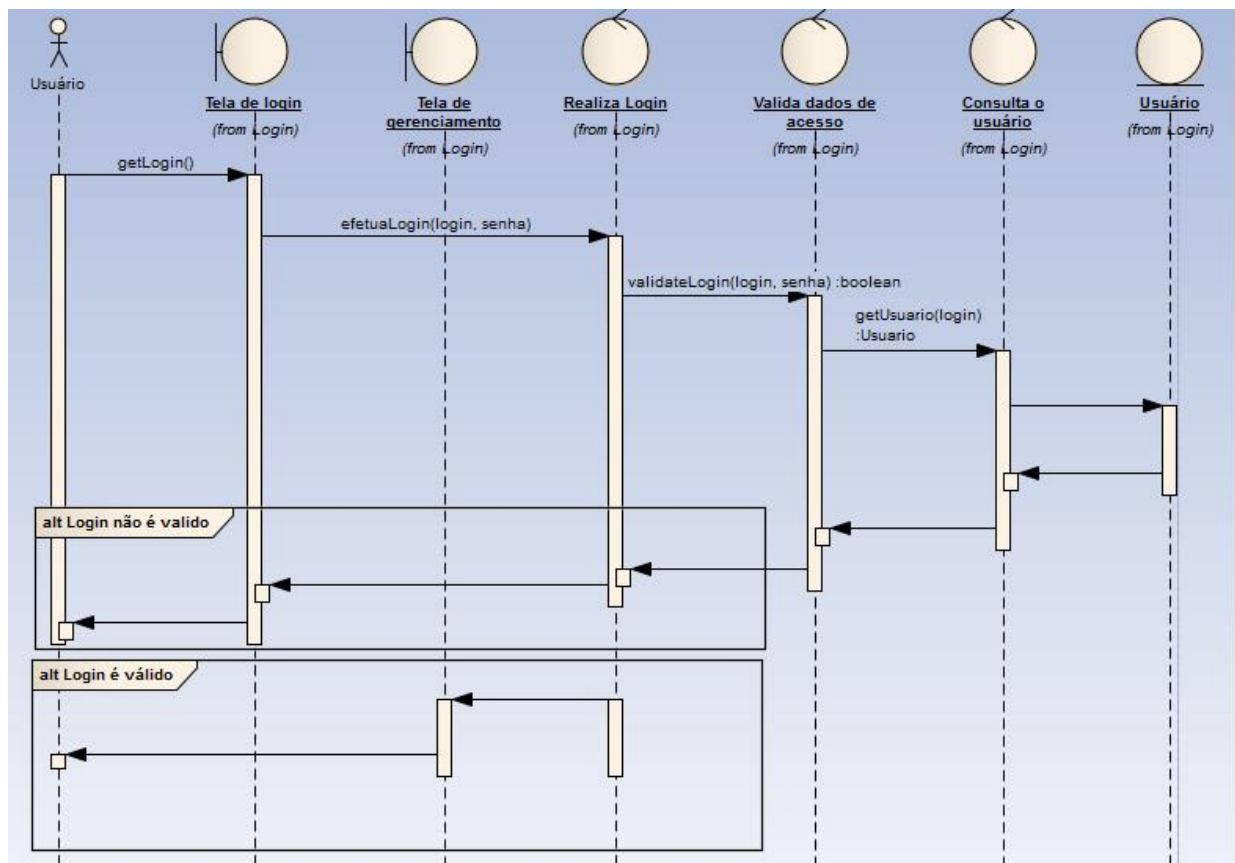 Usuário
Tela de login
(from Login)
Tela de
gerenciamento
(from Login)
Realiza Login
(from Login)
Valida dados de
acesso
(from Login)
Consulta o
usuário
(from Login)
Usuário
(from Login)
getLogin()
efetuaLogin(login, senha)
validateLogin(login, senha) :boolean
getUsuario(login)
:Usuario
alt Login não é valido
alt Login é válido